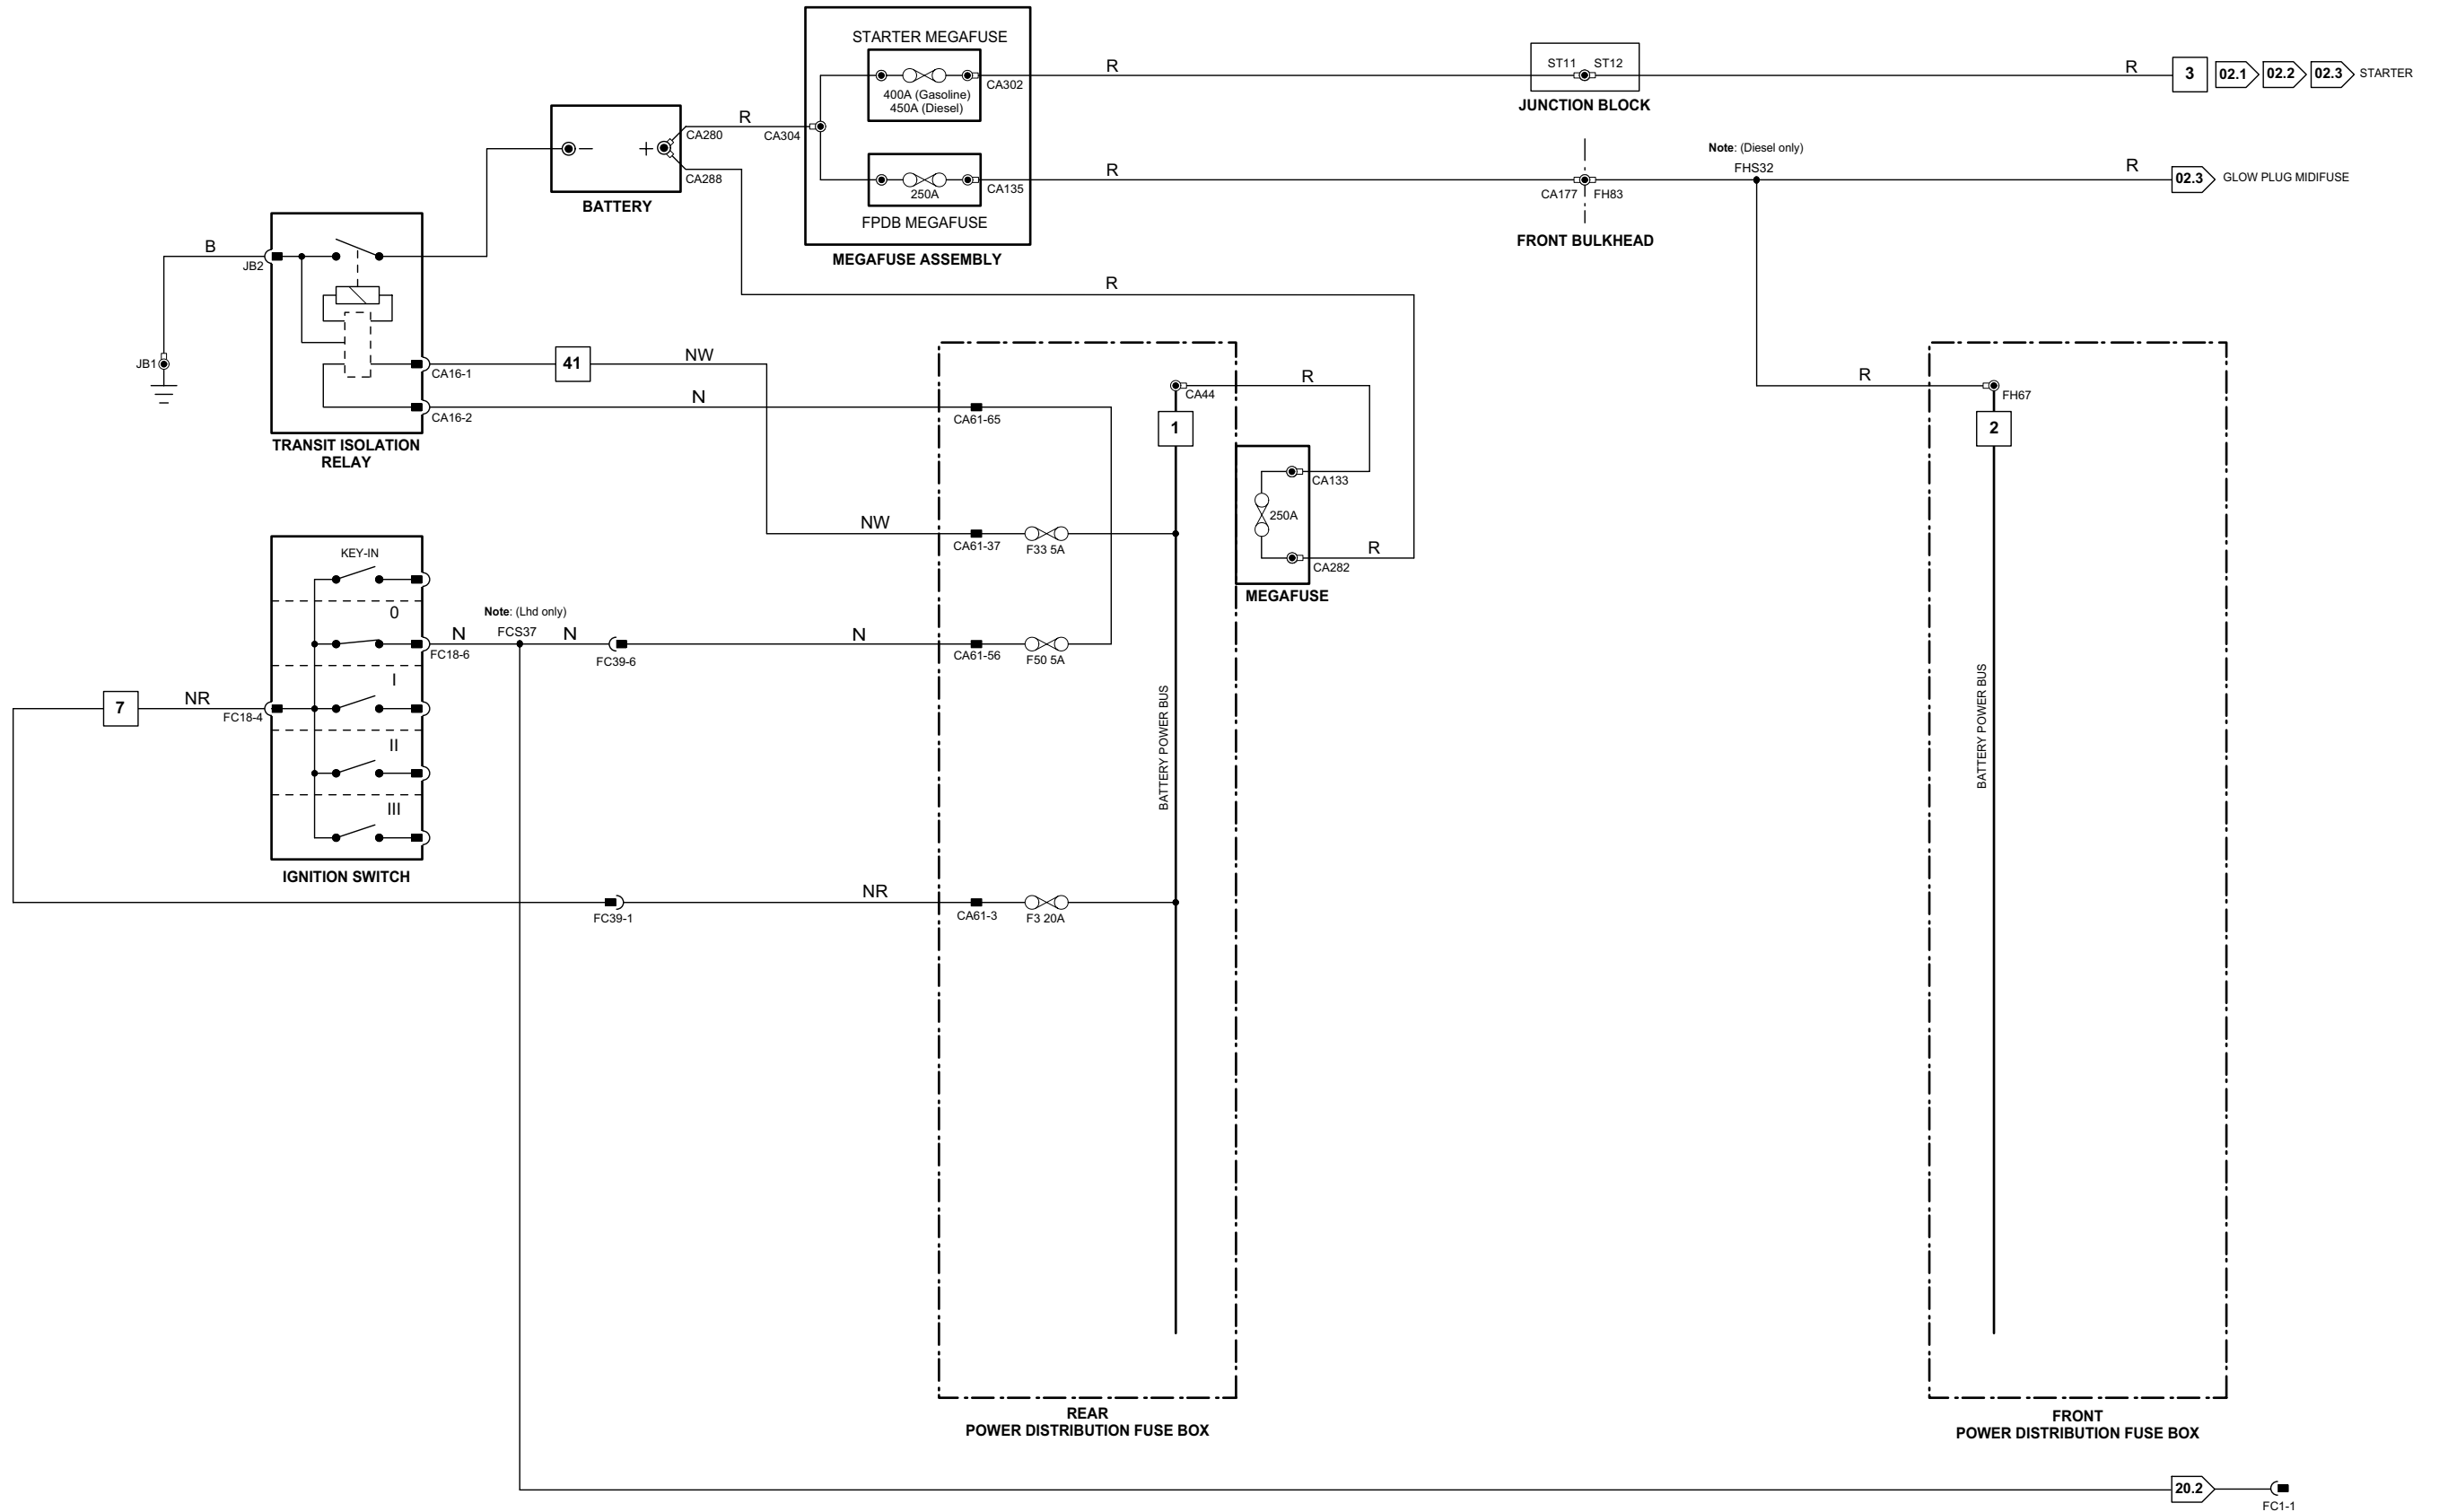 STARTER MEGAFUSE
400A (Gasoline)
450A (Diesel)
CA302
R
ST11 ST12
JUNCTION BLOCK
R
3 02.1 02.2 02.3 STARTER
CA280
R
CA304
CA288
BATTERY
250A
CA135
FPDB MEGAFUSE
MEGAFUSE ASSEMBLY
R
CA177 FH83
FRONT BULKHEAD
Note: (Diesel only)
FHS32
R
02.3 GLOW PLUG MIDIFUSE
B
JB2
JB1
R
CA16-1
41
NW
CA16-2
N
TRANSIT ISOLATION
RELAY
CA61-65
CA44
R
1
R
FH67
2
CA133
250A
CA282
R
MEGAFUSE
NW
CA61-37
F33 5A
KEY-IN
0
I
II
III
N
FC18-6
Note: (Lhd only)
FCS37
N
FC39-6
N
CA61-56
F50 5A
7
NR
FC18-4
IGNITION SWITCH
BATTERY POWER BUS
BATTERY POWER BUS
FC39-1
NR
CA61-3
F3 20A
REAR
POWER DISTRIBUTION FUSE BOX
FRONT
POWER DISTRIBUTION FUSE BOX
20.2
FC1-1